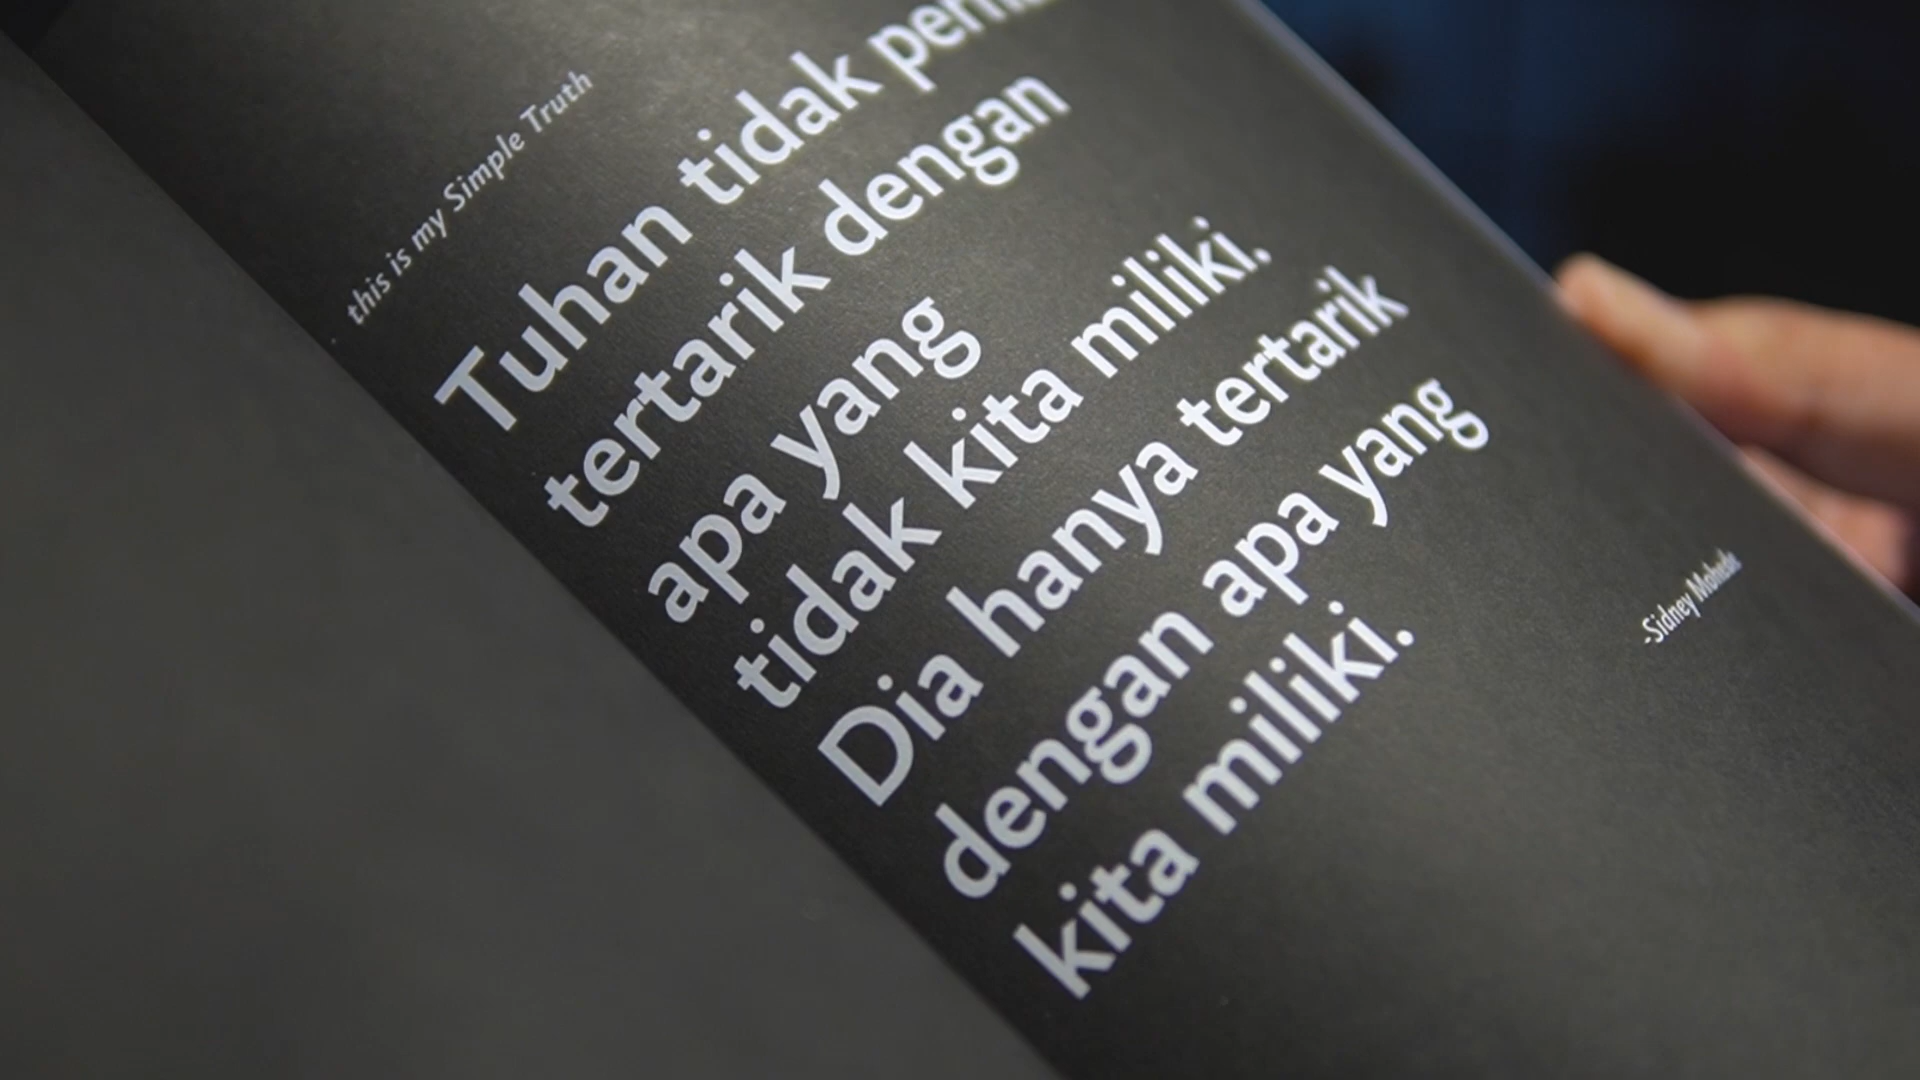 this is my Simple Truth
Tuhan tidak
tertarik dengan
apa yang
tidak kita miliki.
Dia hanya tertarik
dengan apa yang
kita miliki.
-Sidney Mohede